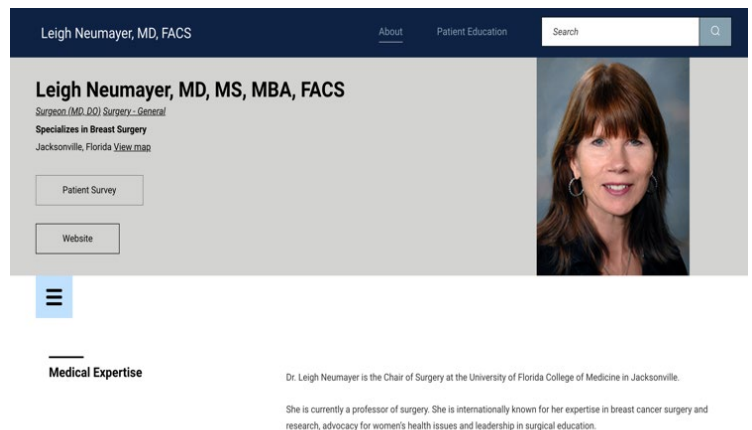 Leigh Neumayer, MD, FACS
About
Patient Education
Search
Leigh Neumayer, MD, MS, MBA, FACS
Surgeon (MD, DO) Surgery - General
Specializes in Breast Surgery
Jacksonville, Florida View map
Patient Survey
Website
Medical Expertise
Dr. Leigh Neumayer is the Chair of Surgery at the University of Florida College of Medicine in Jacksonville.
She is currently a professor of surgery. She is internationally known for her expertise in breast cancer surgery and
research, advocacy for women's health issues and leadership in surgical education.